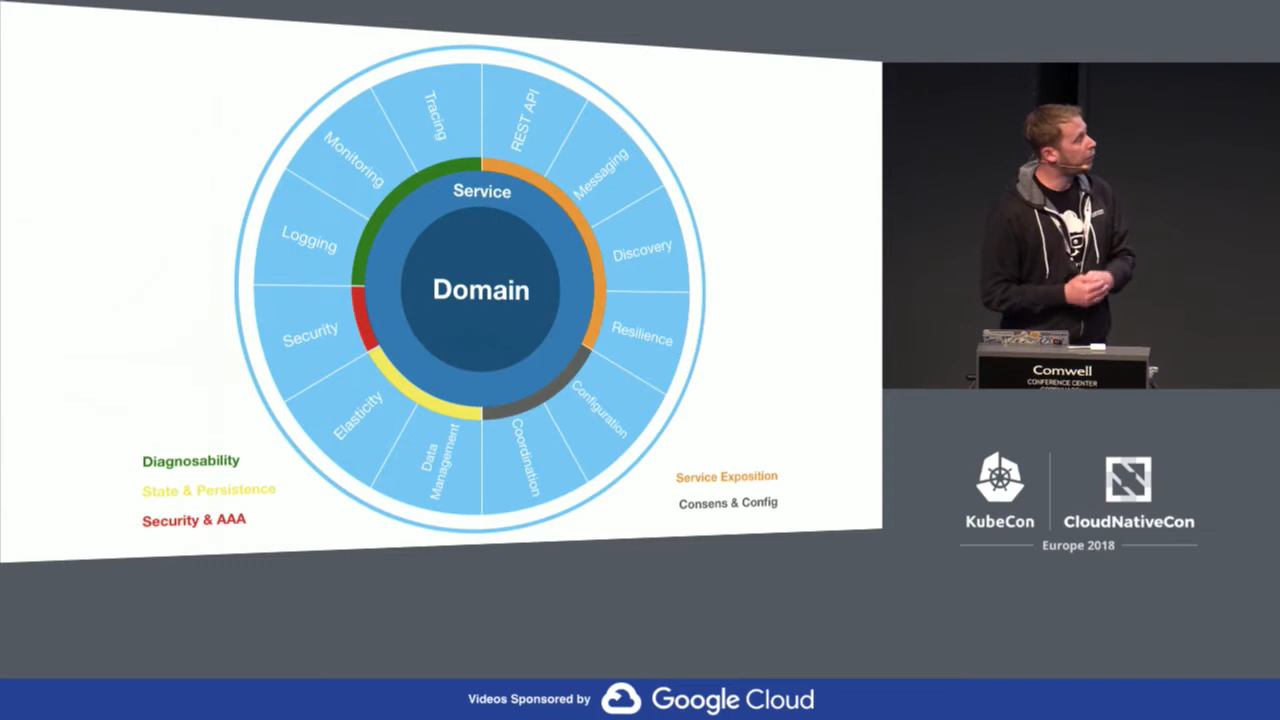 Tracing
REST API
Monitoring
Messaging
Service
Logging
Discovery
Domain
Security
Resilience
Elasticity
Configuration
Data
Management
Coordination
Diagnosability
State & Persistence
Security & AAA
Service Exposition
Consens & Config
Comwell
CONFERENCE CENTER
KubeCon
CloudNativeCon
Europe 2018
Videos Sponsored by
Google Cloud